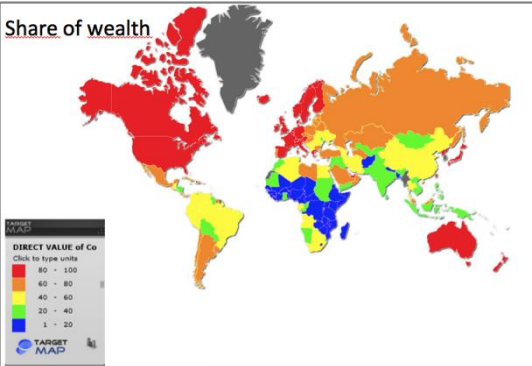 Share of wealth
TARGET
MAP
DIRECT VALUE of Co
Click to type units
80 - 100
60 - 80
40 - 60
20 - 40
1 - 20
TARGET
MAP